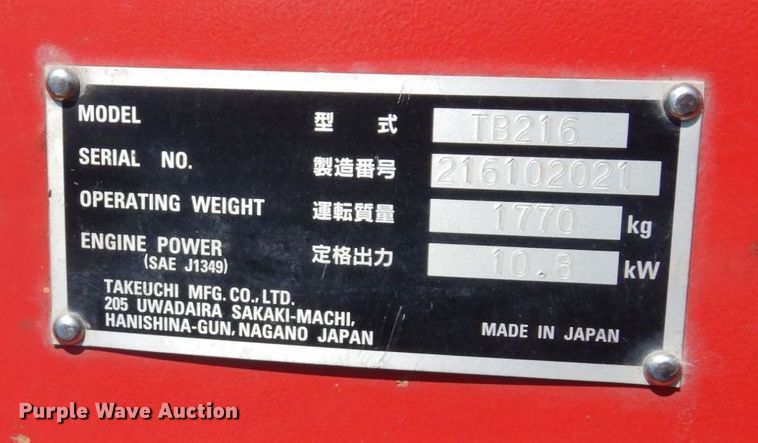 MODEL 型 式 TB216
SERIAL NO. 製造番号 216102021
OPERATING WEIGHT 運転質量 1770 kg
ENGINE POWER 定格出力 10.8 kW
(SAE J1349)
TAKEUCHI MFG. CO., LTD.
205 UWADAIRA SAKAKI-MACHI,
HANISHINA-GUN, NAGANO JAPAN
MADE IN JAPAN
Purple Wave Auction